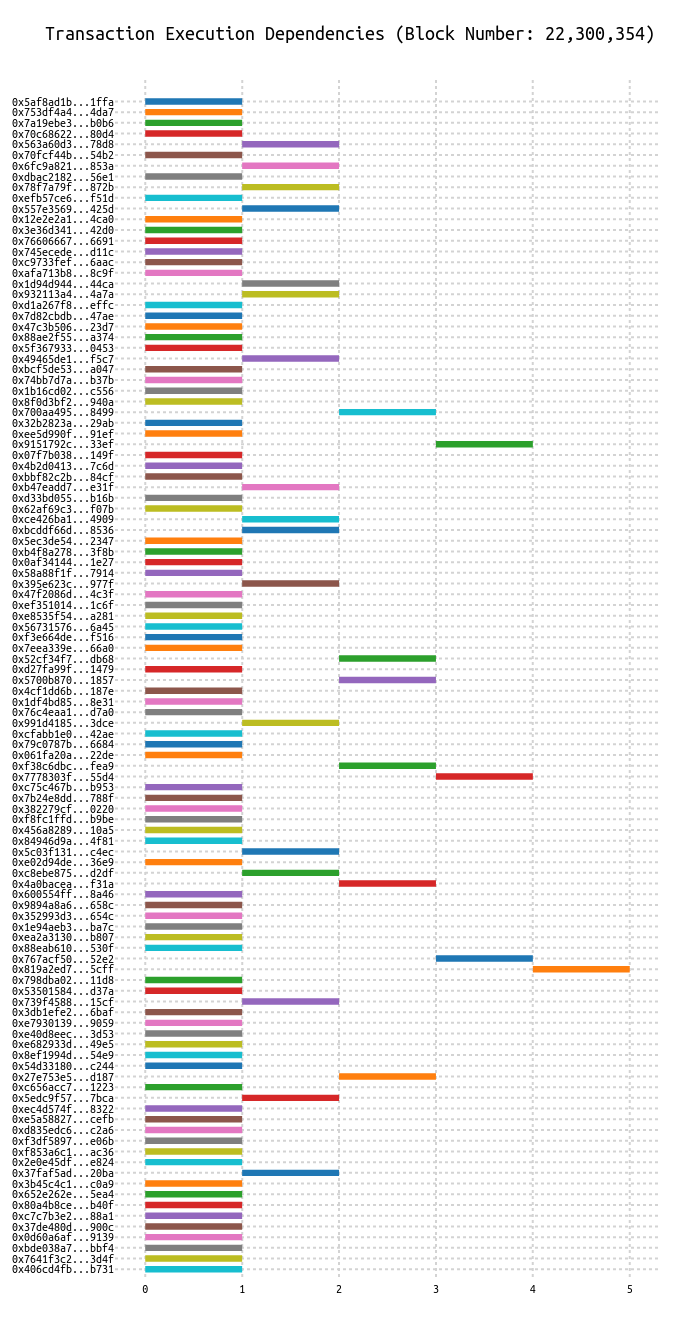 Transaction Execution Dependencies (Block Number: 22,300,354)
0x5af8ad1b...1ffa
0x753df4a4...4da7
0x7a19ebe3...b0b6
0x70c68622...80d4
0x563a60d3...78d8
0x70fcf44b...54b2
0x6fc9a821...853a
0xdbac2182...56e1
0x78f7a79f...872b
0xefb57ce6...f51d
0x557e3569...425d
0x12e2e2a1...4ca0
0x3e36d341...42d0
0x76606667...6691
0x745ecede...d11c
0xc9733fef...6aac
0xafa713b8...8c9f
0x1d94d944...44ca
0x932113a4...4a7a
0xd1a267f8...effc
0x7d82cbdb...47ae
0x47c3b506...23d7
0x88ae2f55...a374
0x5f367933...0453
0x49465de1...f5c7
0xbcf5de53...a047
0x74bb7d7a...b37b
0x1b16cd02...c556
0x8f0d3bf2...940a
0x700aa495...8499
0x32b2823a...29ab
0xee5d990f...91ef
0x9151792c...33ef
0x07f7b038...149f
0x4b2d0413...7c6d
0xbbf82c2b...84cf
0xb47eadd7...e31f
0xd33bd055...b16b
0x62af69c3...f07b
0xce426ba1...4909
0xbcddf66d...8536
0x5ec3de54...2347
0xb4f8a278...3f8b
0x0af34144...1e27
0x58a88f1f...7914
0x395e623c...977f
0x47f2086d...4c3f
0xef351014...1c6f
0xe8535f54...a281
0x56731576...6a45
0xf3e664de...f516
0x7eea339e...66a0
0x52cf34f7...db68
0xd27fa99f...1479
0x5700b870...1857
0x4cf1dd6b...187e
0x1df4bd85...8e31
0x76c4eaa1...d7a0
0x991d4185...3dce
0xcfabb1e0...42ae
0x79c0787b...6684
0x061fa20a...22de
0xf38c6dbc...fea9
0x7778303f...55d4
0xc75c467b...b953
0x7b24e8dd...788f
0x382279cf...0220
0xf8fc1ffd...b9be
0x456a8289...10a5
0x84946d9a...4f81
0x5c03f131...c4ec
0xe02d94de...36e9
0xc8ebe875...d2df
0x4a0bacea...f31a
0x600554ff...8a46
0x9894a8a6...658c
0x352993d3...654c
0x1e94aeb3...ba7c
0xea2a3130...b807
0x88eab610...530f
0x767acf50...52e2
0x819a2ed7...5cff
0x798dba02...11d8
0x53501584...d37a
0x739f4588...15cf
0x3db1efe2...6baf
0xe7930139...9059
0xe40d8eec...3d53
0xe682933d...49e5
0x8ef1994d...54e9
0x54d33180...c244
0x27e753e5...d187
0xc656acc7...1223
0x5edc9f57...7bca
0xec4d574f...8322
0xe5a58827...cefb
0xd835edc6...c2a6
0xf3df5897...e06b
0xf853a6c1...ac36
0x2e0e45df...e824
0x37faf5ad...20ba
0x3b45c4c1...c0a9
0x652e262e...5ea4
0x80a4b8ce...b40f
0xc7c7b3e2...88a1
0x37de480d...900c
0x0d60a6af...9139
0xbde038a7...bbf4
0x7641f3c2...3d4f
0x406cd4fb...b731
0 1 2 3 4 5